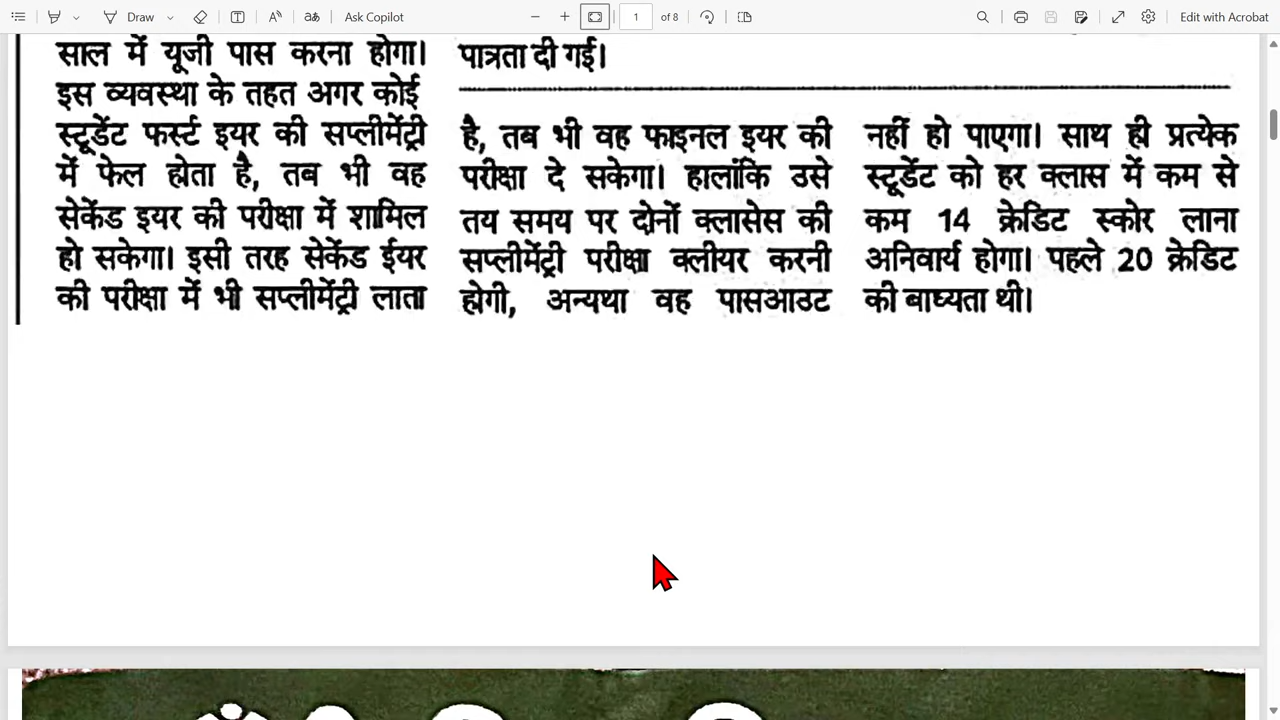 Draw
Ask Copilot
1 of 8
Edit with Acrobat
साल में यूजी पास करना होगा।
इस व्यवस्था के तहत अगर कोई
स्टूडेंट फर्स्ट इयर की सप्लीमेंट्री
में फेल होता है, तब भी वह
सेकेंड इयर की परीक्षा में शामिल
हो सकेगा। इसी तरह सेकेंड ईयर
की परीक्षा में भी सप्लीमेंट्री लाता
पात्रता दी गई।
है, तब भी वह फाइनल इयर की
परीक्षा दे सकेगा। हालांकि उसे
तय समय पर दोनों क्लासेस की
सप्लीमेंट्री परीक्षा क्लीयर करनी
होगी, अन्यथा वह पासआउट
नहीं हो पाएगा। साथ ही प्रत्येक
स्टूडेंट को हर क्लास में कम से
कम 14 क्रेडिट स्कोर लाना
अनिवार्य होगा। पहले 20 क्रेडिट
की बाध्यता थी।